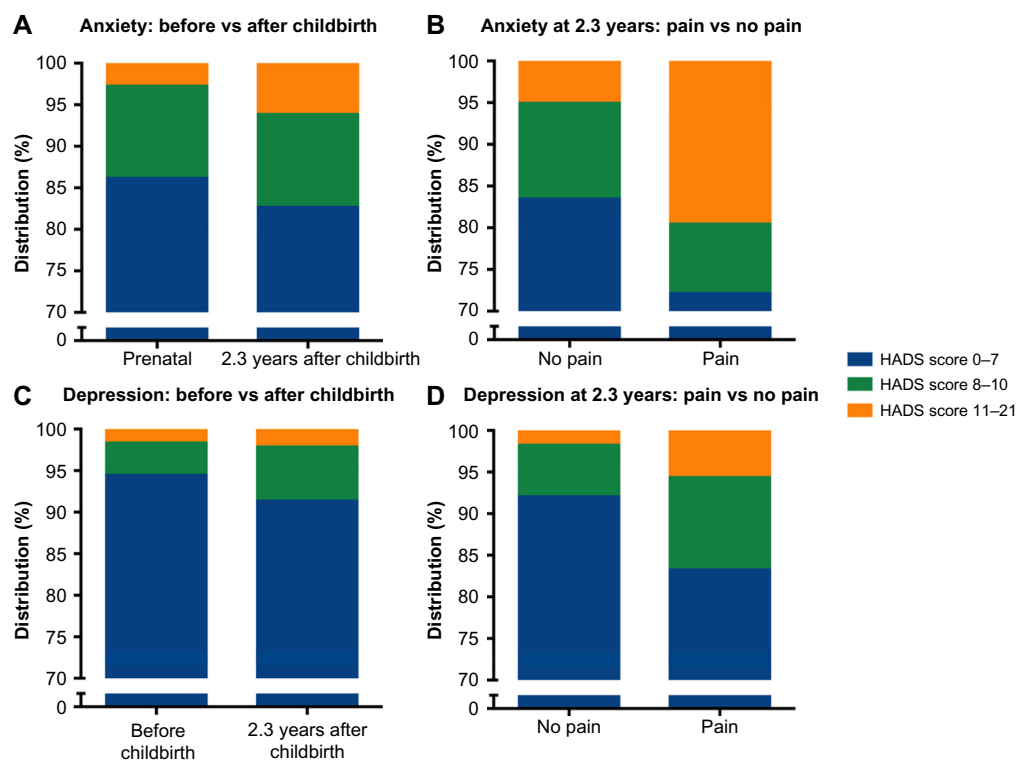 A Anxiety: before vs after childbirth
Distribution (%)
100
95
90
85
80
75
70
0
Prenatal 2.3 years after childbirth
B Anxiety at 2.3 years: pain vs no pain
Distribution (%)
100
95
90
85
80
75
70
0
No pain Pain
C Depression: before vs after childbirth
Distribution (%)
100
95
90
85
80
75
70
0
Before childbirth
2.3 years after childbirth
D Depression at 2.3 years: pain vs no pain
Distribution (%)
100
95
90
85
80
75
70
0
No pain Pain
HADS score 0–7
HADS score 8–10
HADS score 11–21